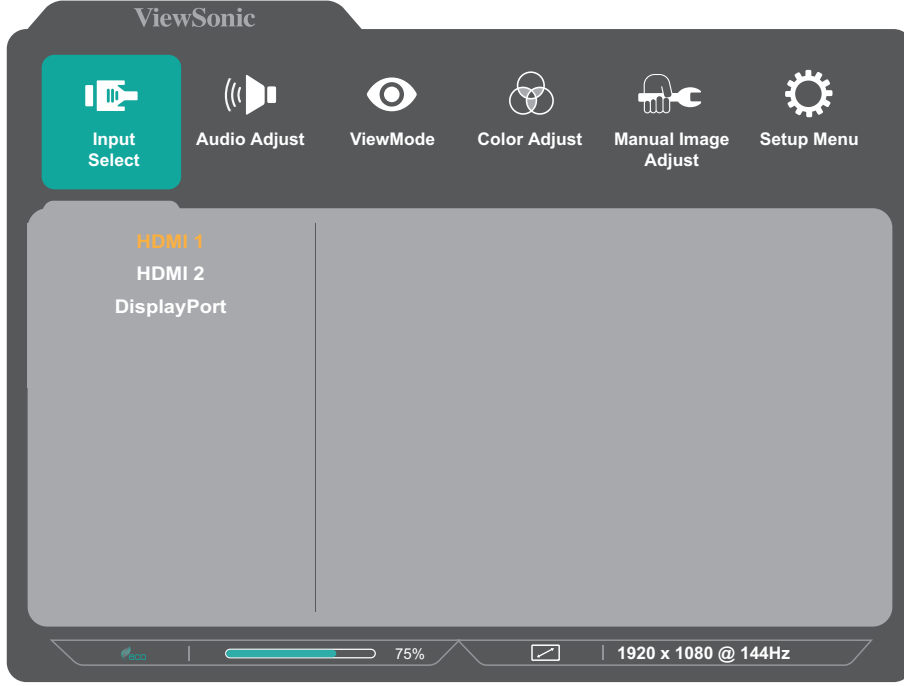 ViewSonic
Input
Select
Audio Adjust
ViewMode
Color Adjust
Manual Image
Adjust
Setup Menu
HDMI 1
HDMI 2
DisplayPort
eco
75%
1920 x 1080 @ 144Hz